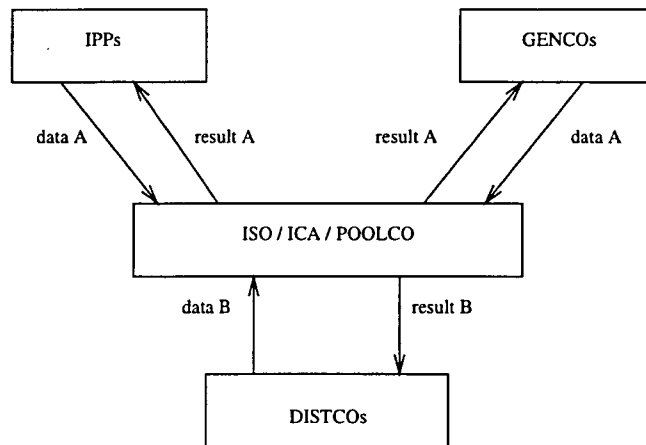 IPPs
GENCOs
data A
result A
result A
data A
ISO / ICA / POOLCO
data B
result B
DISTCOs